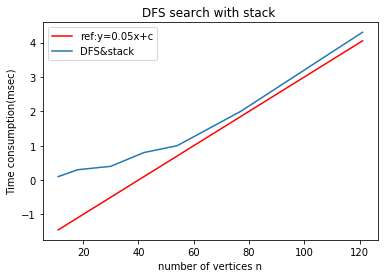 DFS search with stack
ref:y=0.05x+c
DFS&stack
Time consumption(msec)
4
3
2
1
0
−1
20
40
60
80
100
120
number of vertices n